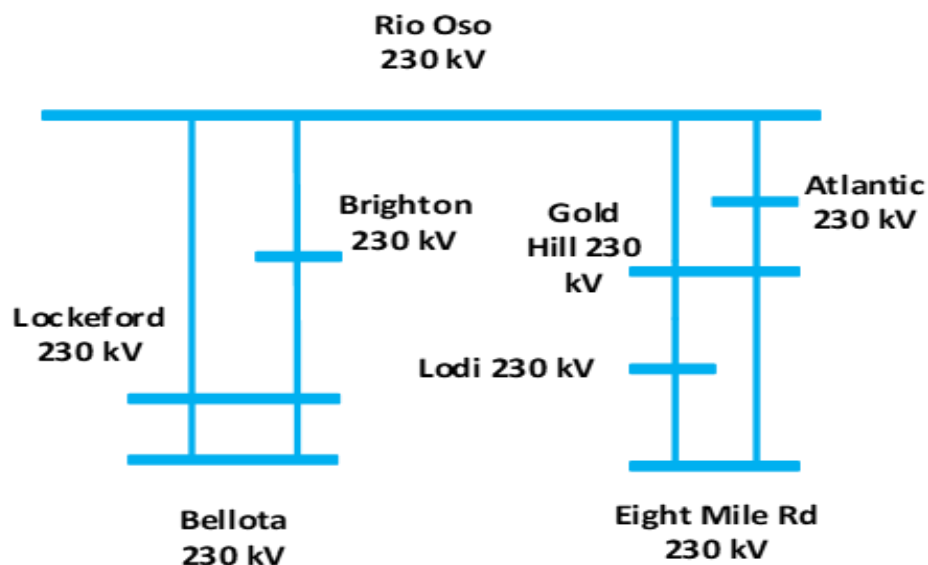 Rio Oso
230 kV
Brighton
230 kV
Gold
Hill 230
kV
Atlantic
230 kV
Lockeford
230 kV
Lodi 230 kV
Bellota
230 kV
Eight Mile Rd
230 kV